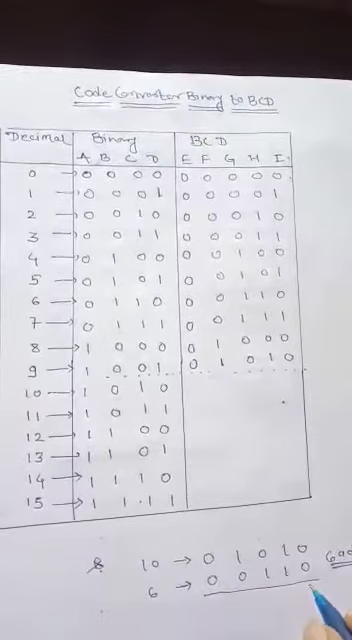 Code Convertor Binary to BCD
Decimal Binary BCD
A B C D E F G H I
0 → 0 0 0 0 0 0 0 0 0
1 → 0 0 0 1 0 0 0 0 1
2 → 0 0 1 0 0 0 0 1 0
3 → 0 0 1 1 0 0 0 1 1
4 → 0 1 0 0 0 0 1 0 0
5 → 0 1 0 1 0 0 1 0 1
6 → 0 1 1 0 0 0 1 1 0
7 → 0 1 1 1 0 0 1 1 1
8 → 1 0 0 0 0 1 0 0 0
9 → 1 0 0 1 0 1 0 1 0
10 → 1 0 1 0
11 → 1 0 1 1
12 → 1 1 0 0
13 → 1 1 0 1
14 → 1 1 1 0
15 → 1 1 1 1
10 → 0 1 0 1 0
6 → 0 0 1 1 0